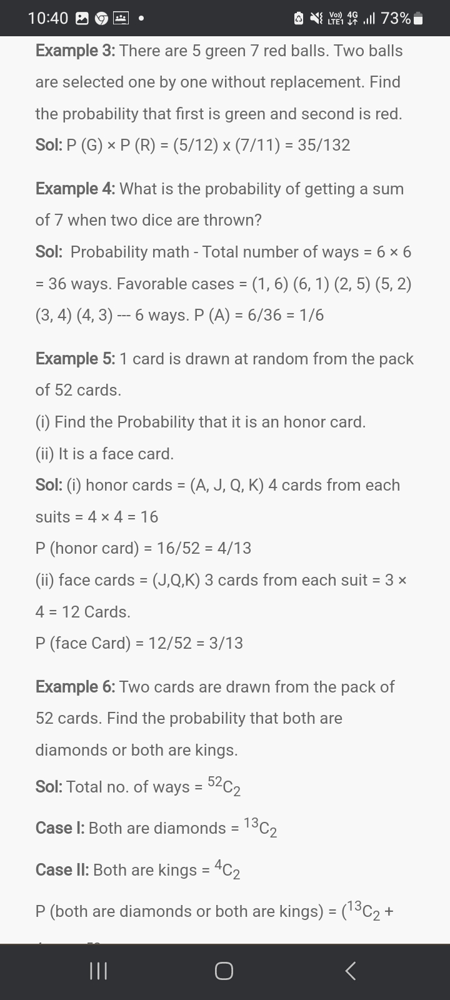 10:40
Vo)) 4G
LTE1
73%
Example 3: There are 5 green 7 red balls. Two balls
are selected one by one without replacement. Find
the probability that first is green and second is red.
Sol: P (G) × P (R) = (5/12) x (7/11) = 35/132
Example 4: What is the probability of getting a sum
of 7 when two dice are thrown?
Sol:  Probability math - Total number of ways = 6 × 6
= 36 ways. Favorable cases = (1, 6) (6, 1) (2, 5) (5, 2)
(3, 4) (4, 3) --- 6 ways. P (A) = 6/36 = 1/6
Example 5: 1 card is drawn at random from the pack
of 52 cards.
(i) Find the Probability that it is an honor card.
(ii) It is a face card.
Sol: (i) honor cards = (A, J, Q, K) 4 cards from each
suits = 4 × 4 = 16
P (honor card) = 16/52 = 4/13
(ii) face cards = (J,Q,K) 3 cards from each suit = 3 ×
4 = 12 Cards.
P (face Card) = 12/52 = 3/13
Example 6: Two cards are drawn from the pack of
52 cards. Find the probability that both are
diamonds or both are kings.
Sol: Total no. of ways = ⁵²C₂
Case I: Both are diamonds = ¹³C₂
Case II: Both are kings = ⁴C₂
P (both are diamonds or both are kings) = (¹³C₂ +